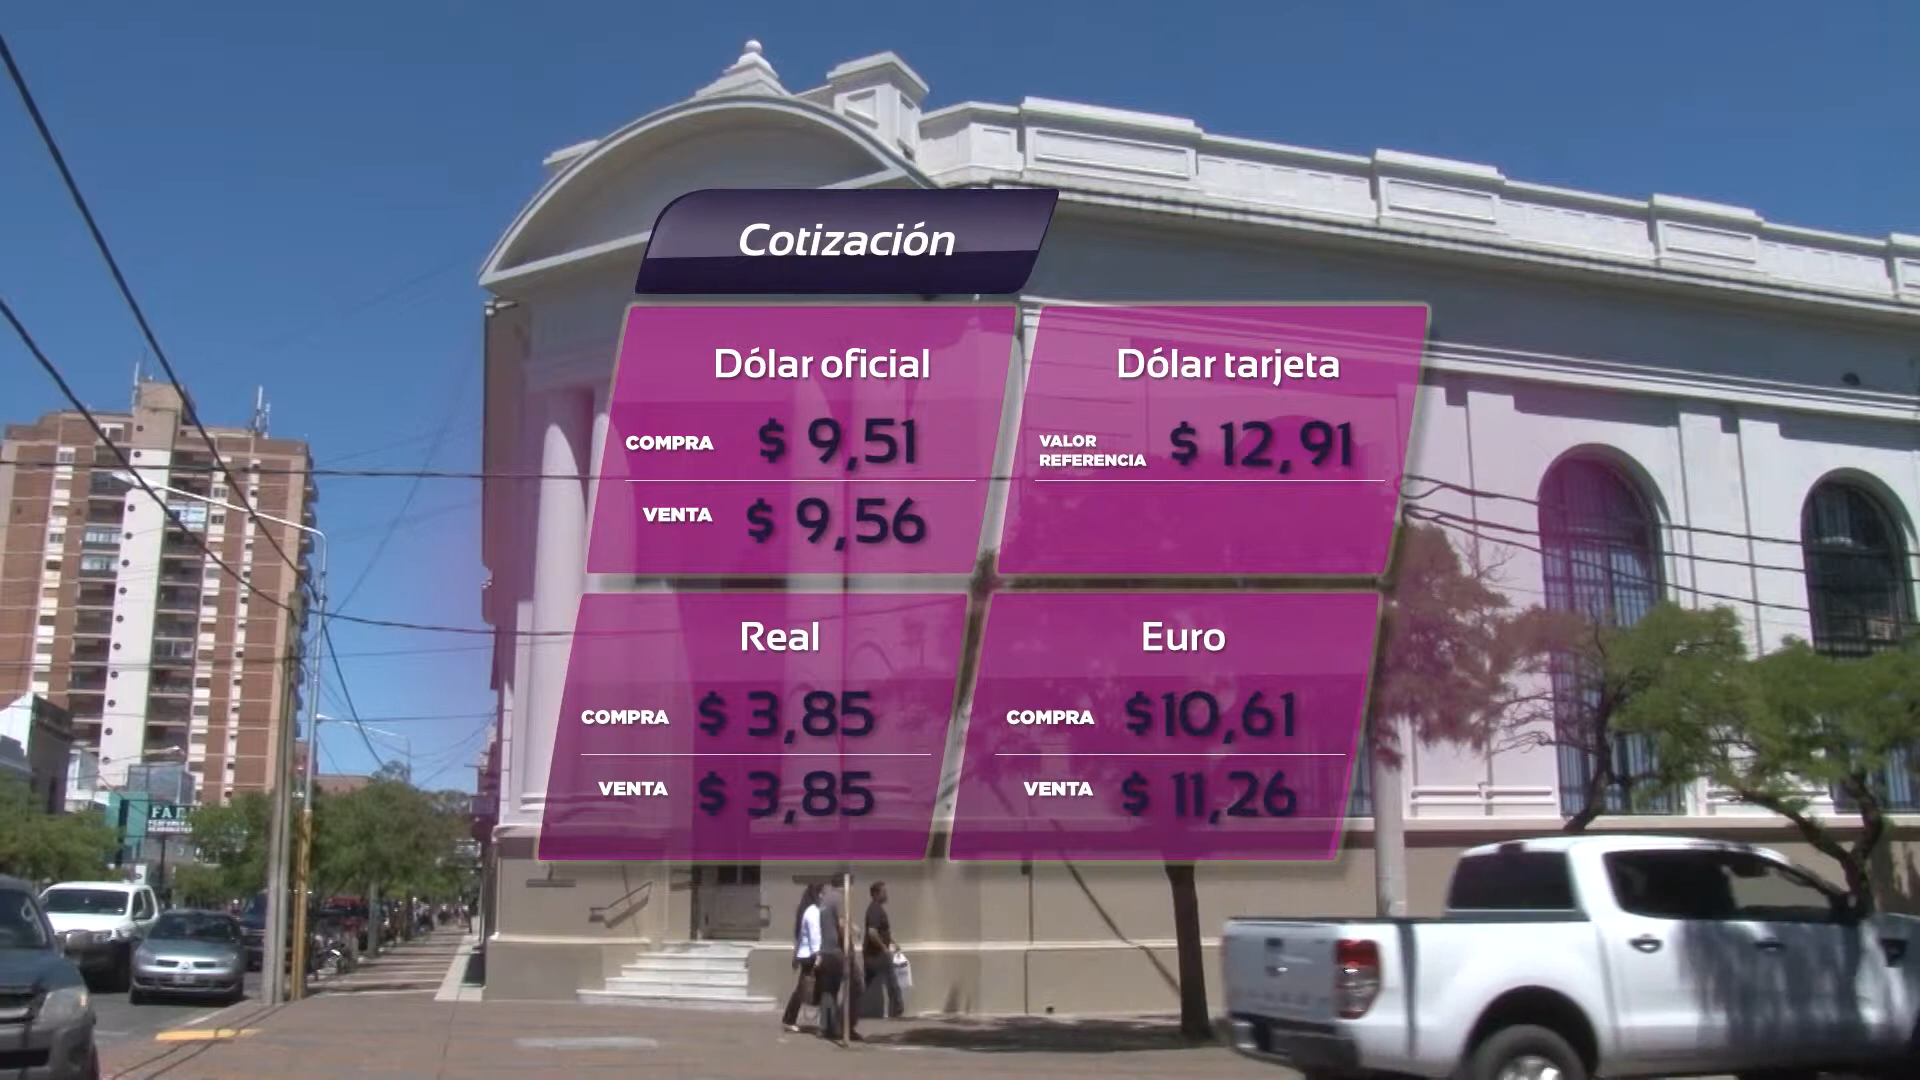 Cotización
Dólar oficial
COMPRA $ 9,51
VENTA $ 9,56
Dólar tarjeta
VALOR
REFERENCIA $ 12,91
Real
COMPRA $ 3,85
VENTA $ 3,85
Euro
COMPRA $10,61
VENTA $ 11,26